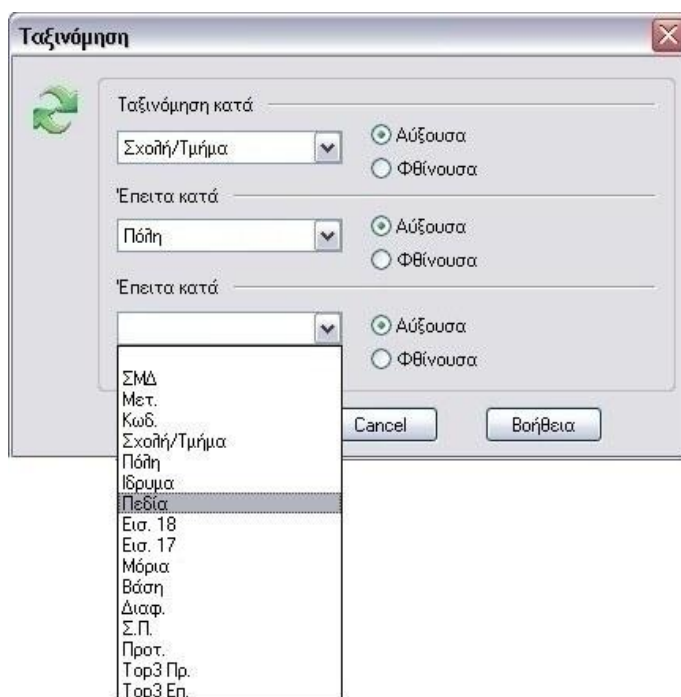 Ταξινόμηση
Ταξινόμηση κατά
Σχολή/Τμήμα
Αύξουσα
Φθίνουσα
Έπειτα κατά
Πόλη
Αύξουσα
Φθίνουσα
Έπειτα κατά
Αύξουσα
Φθίνουσα
ΣΜΔ
Μετ.
Κωδ.
Σχολή/Τμήμα
Πόλη
Ιδρυμα
Πεδία
Εισ. 18
Εισ. 17
Μόρια
Βάση
Διαφ.
Σ.Π.
Προτ.
Top3 Πρ.
Top3 Επ.
Cancel
Βοήθεια